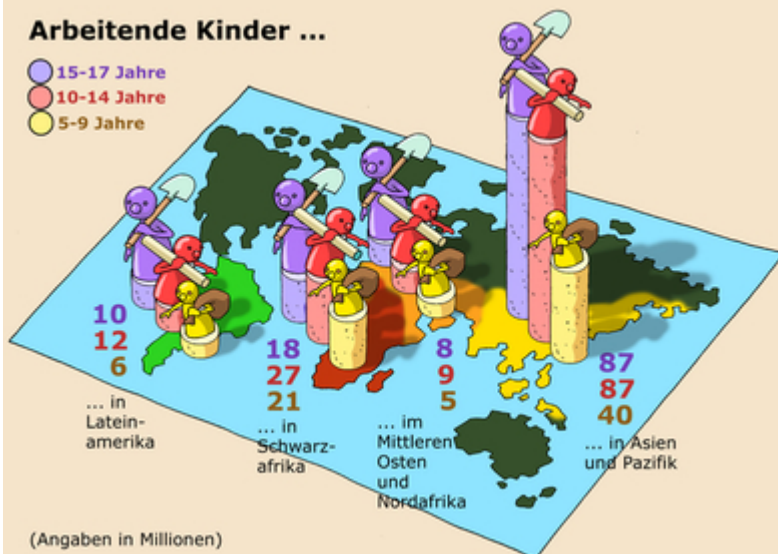 Arbeitende Kinder ...
15-17 Jahre
10-14 Jahre
5-9 Jahre
10
12
6
... in
Latein-
amerika
18
27
21
... in
Schwarz-
afrika
8
9
5
... im
Mittleren
Osten
und
Nordafrika
87
87
40
... in Asien
und Pazifik
(Angaben in Millionen)